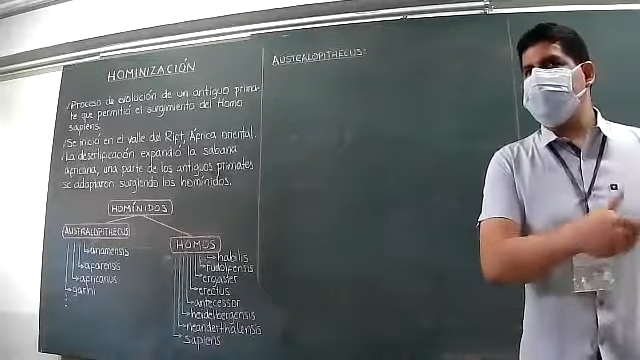 HOMINIZACIÓN
Proceso de evolución de un antiguo prima-
te que permitió el surgimiento del Homo
sapiens.
Se inició en el valle del Rift, África oriental.
La desertificación expandió la sabana
africana, una parte de los antiguos primates
se adaptaron surgiendo los homínidos.
HOMÍNIDOS
AUSTRALOPITHECUS
anamensis
afarensis
africanus
garhi
HOMOS
habilis
rudolfensis
ergaster
erectus
antecessor
heidelbergensis
neanderthalensis
sapiens
AUSTRALOPITHECUS: